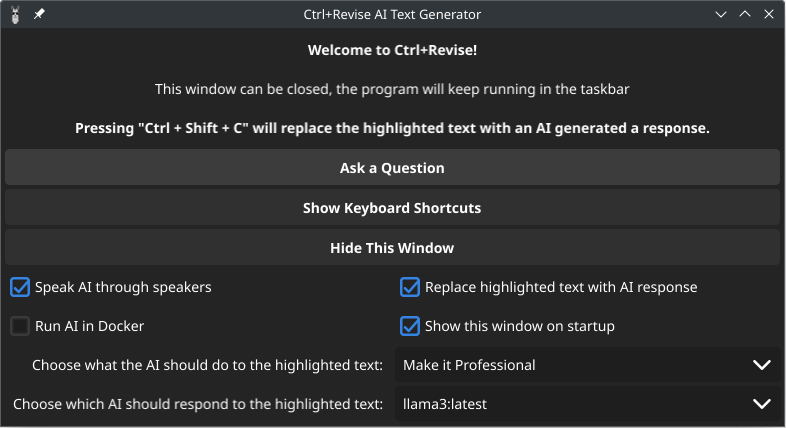 Ctrl+Revise AI Text Generator
Welcome to Ctrl+Revise!
This window can be closed, the program will keep running in the taskbar
Pressing "Ctrl + Shift + C" will replace the highlighted text with an AI generated a response.
Ask a Question
Show Keyboard Shortcuts
Hide This Window
Speak AI through speakers
Replace highlighted text with AI response
Run AI in Docker
Show this window on startup
Choose what the AI should do to the highlighted text: Make it Professional
Choose which AI should respond to the highlighted text: llama3:latest